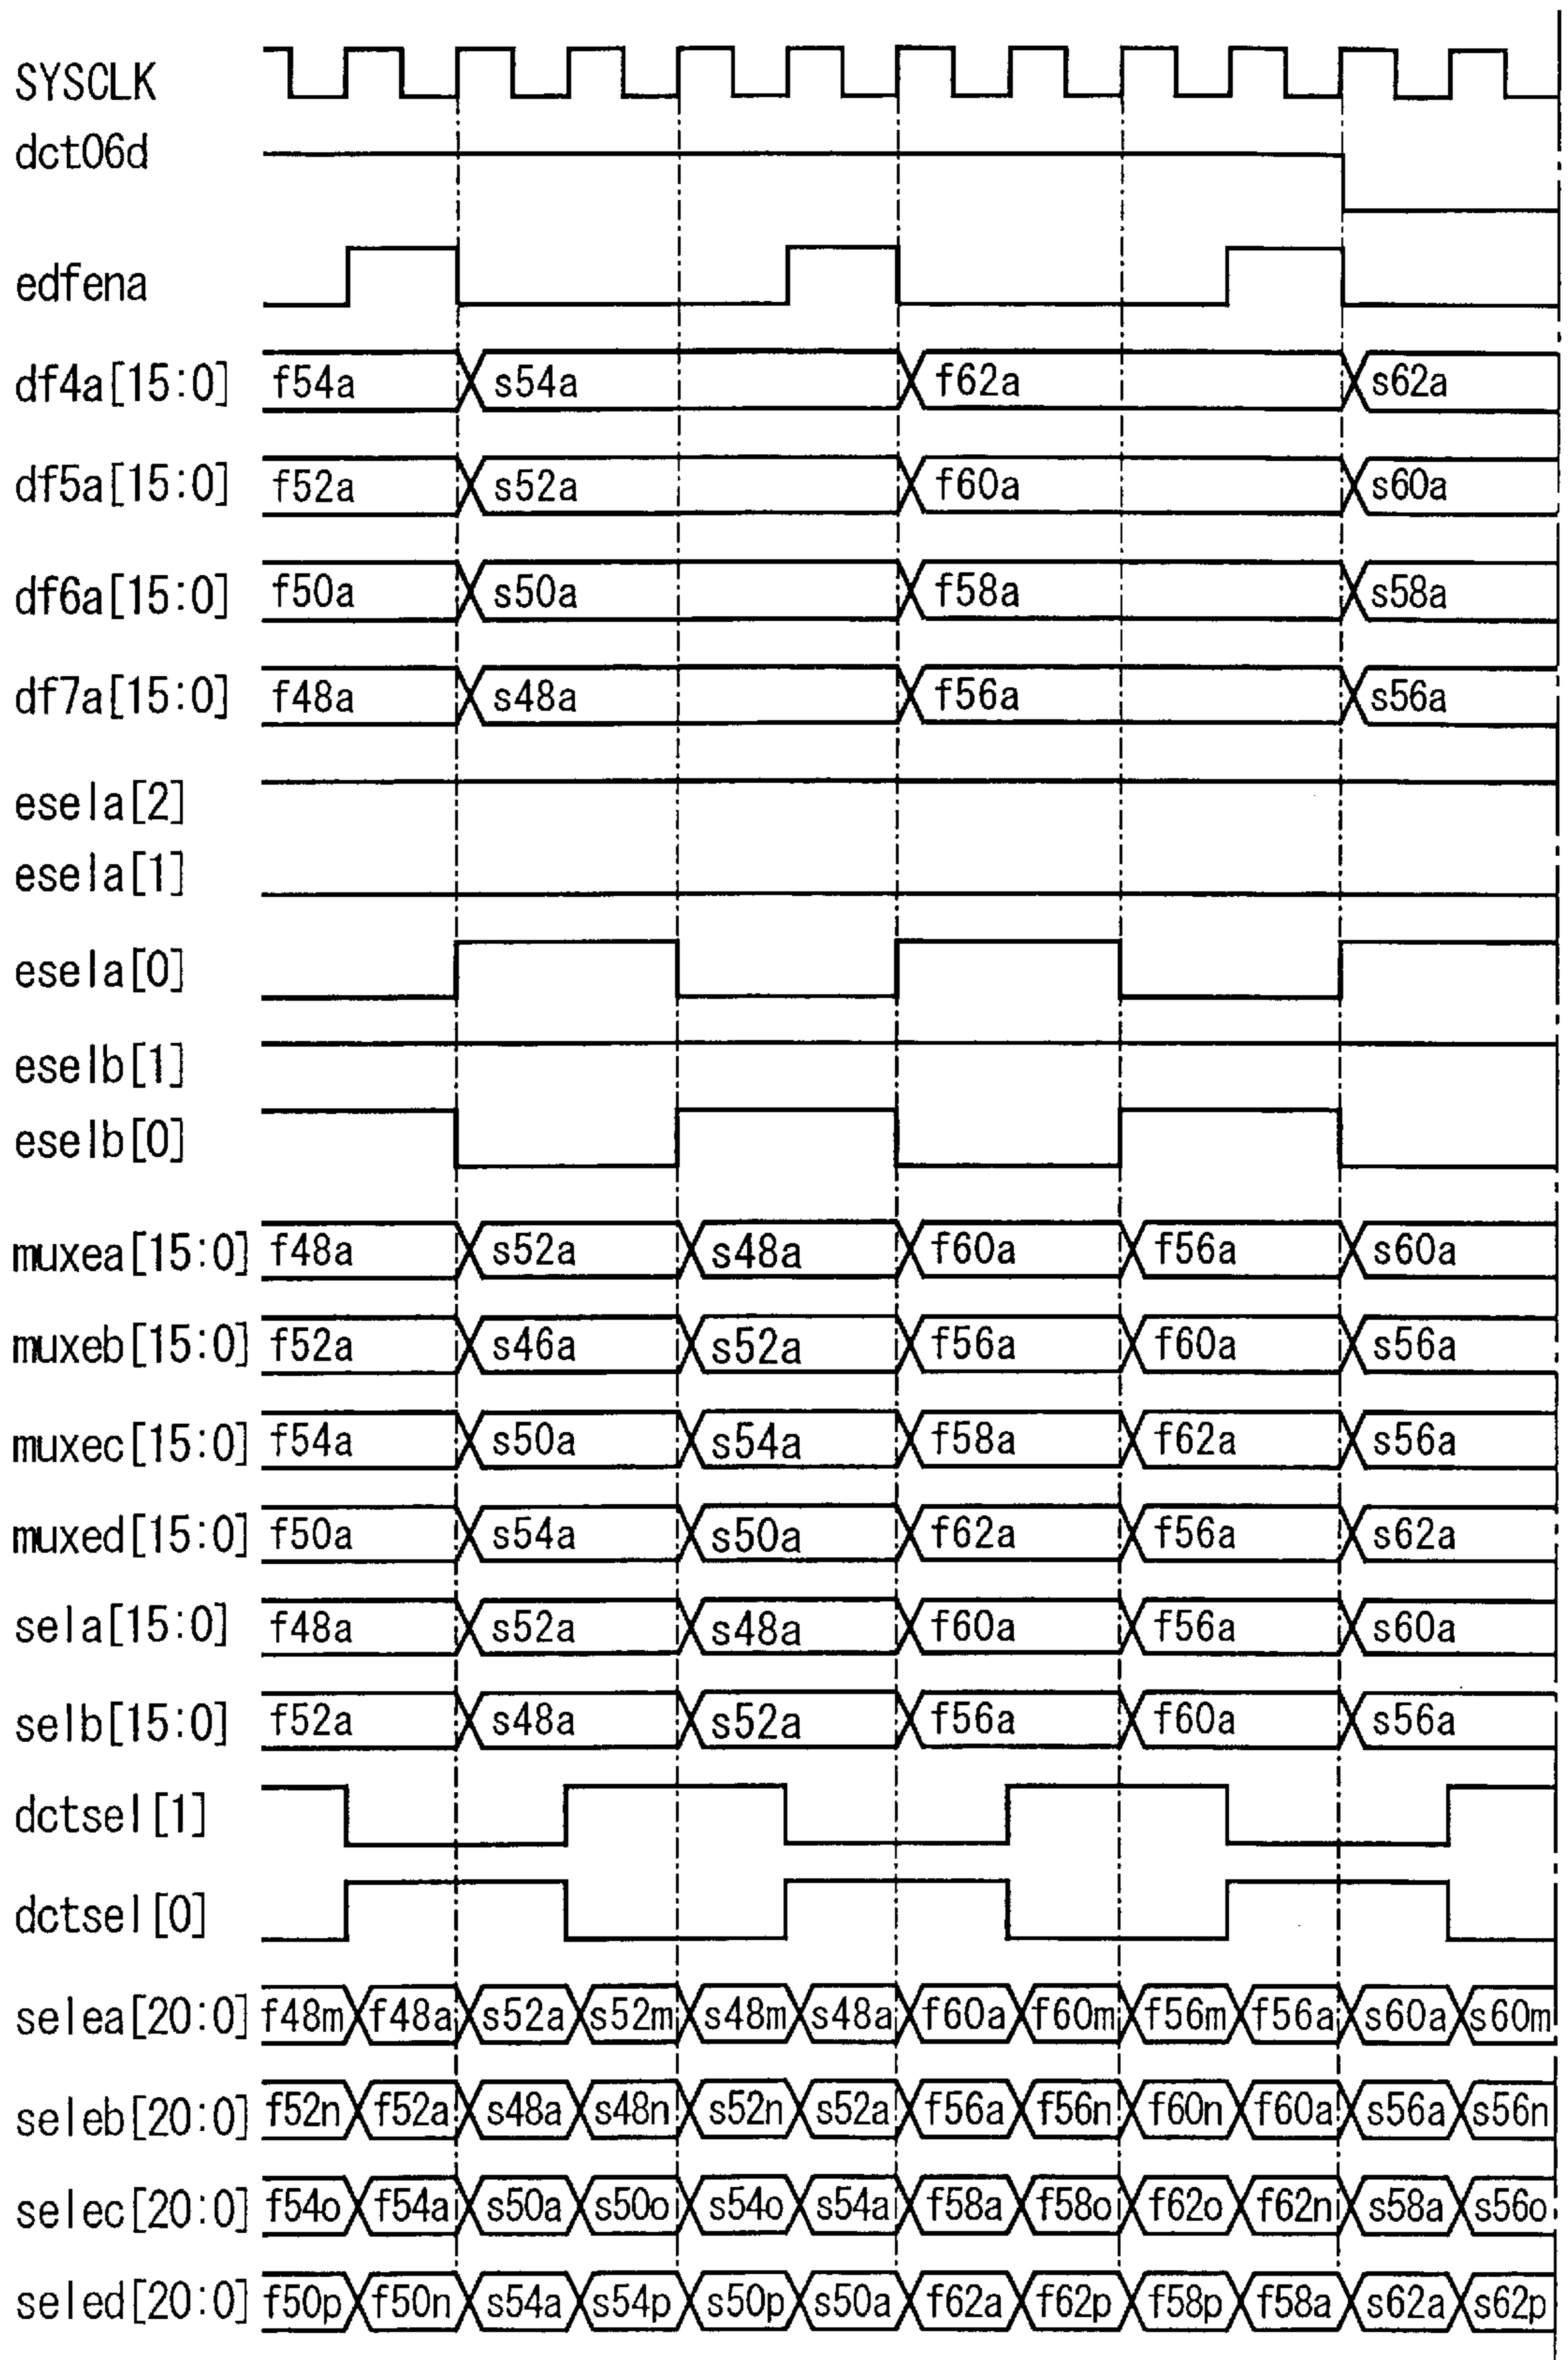 SYSCLK
dct06d
edfena
df4a[15:0] f54a s54a f62a s62a
df5a[15:0] f52a s52a f60a s60a
df6a[15:0] f50a s50a f58a s58a
df7a[15:0] f48a s48a f56a s56a
esela[2]
esela[1]
esela[0]
eselb[1]
eselb[0]
muxea[15:0] f48a s52a s48a f60a f56a s60a
muxeb[15:0] f52a s46a s52a f56a f60a s56a
muxec[15:0] f54a s50a s54a f58a f62a s56a
muxed[15:0] f50a s54a s50a f62a f56a s62a
sela[15:0] f48a s52a s48a f60a f56a s60a
selb[15:0] f52a s48a s52a f56a f60a s56a
dctsel[1]
dctsel[0]
selea[20:0] f48m f48a s52a s52m s48m s48a f60a f60m f56m f56a s60a s60m
seleb[20:0] f52n f52a s48a s48n s52n s52a f56a f56n f60n f60a s56a s56n
selec[20:0] f54o f54a s50a s50o s54o s54a f58a f58o f62o f62n s58a s56o
seled[20:0] f50p f50n s54a s54p s50p s50a f62a f62p f58p f58a s62a s62p